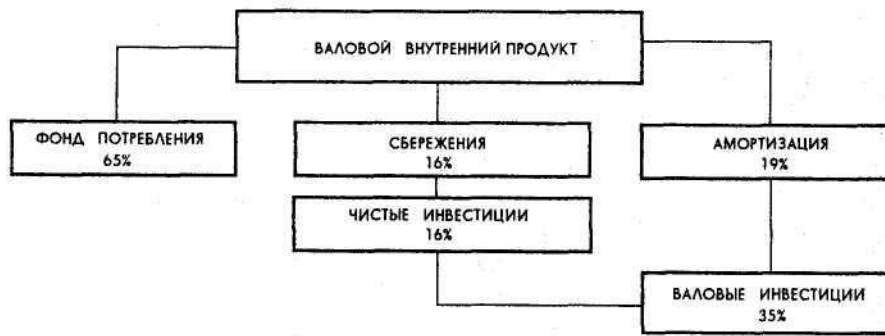 ВАЛОВОЙ ВНУТРЕННИЙ ПРОДУКТ
ФОНД ПОТРЕБЛЕНИЯ
65%
СБЕРЕЖЕНИЯ
16%
АМОРТИЗАЦИЯ
19%
ЧИСТЫЕ ИНВЕСТИЦИИ
16%
ВАЛОВЫЕ ИНВЕСТИЦИИ
35%